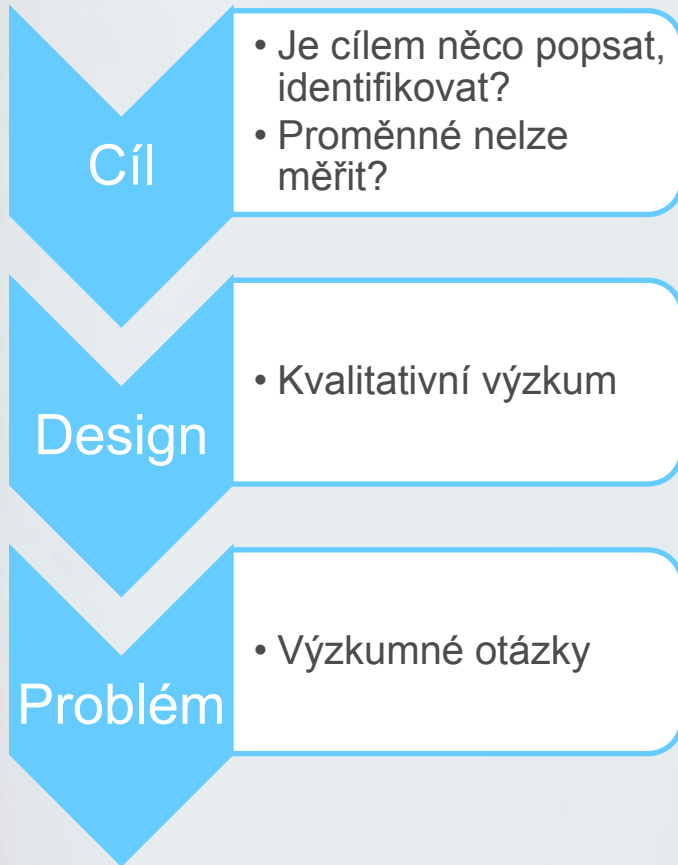 Cíl
• Je cílem něco popsat,
identifikovat?
• Proměnné nelze
měřit?
Design
• Kvalitativní výzkum
Problém
• Výzkumné otázky